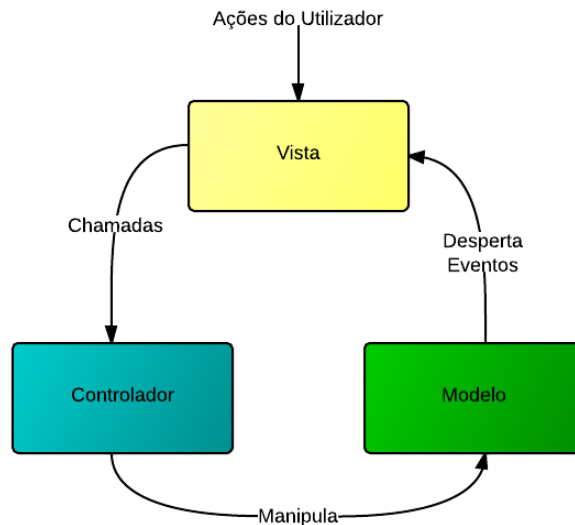 Ações do Utilizador
Vista
Chamadas
Desperta
Eventos
Controlador
Modelo
Manipula